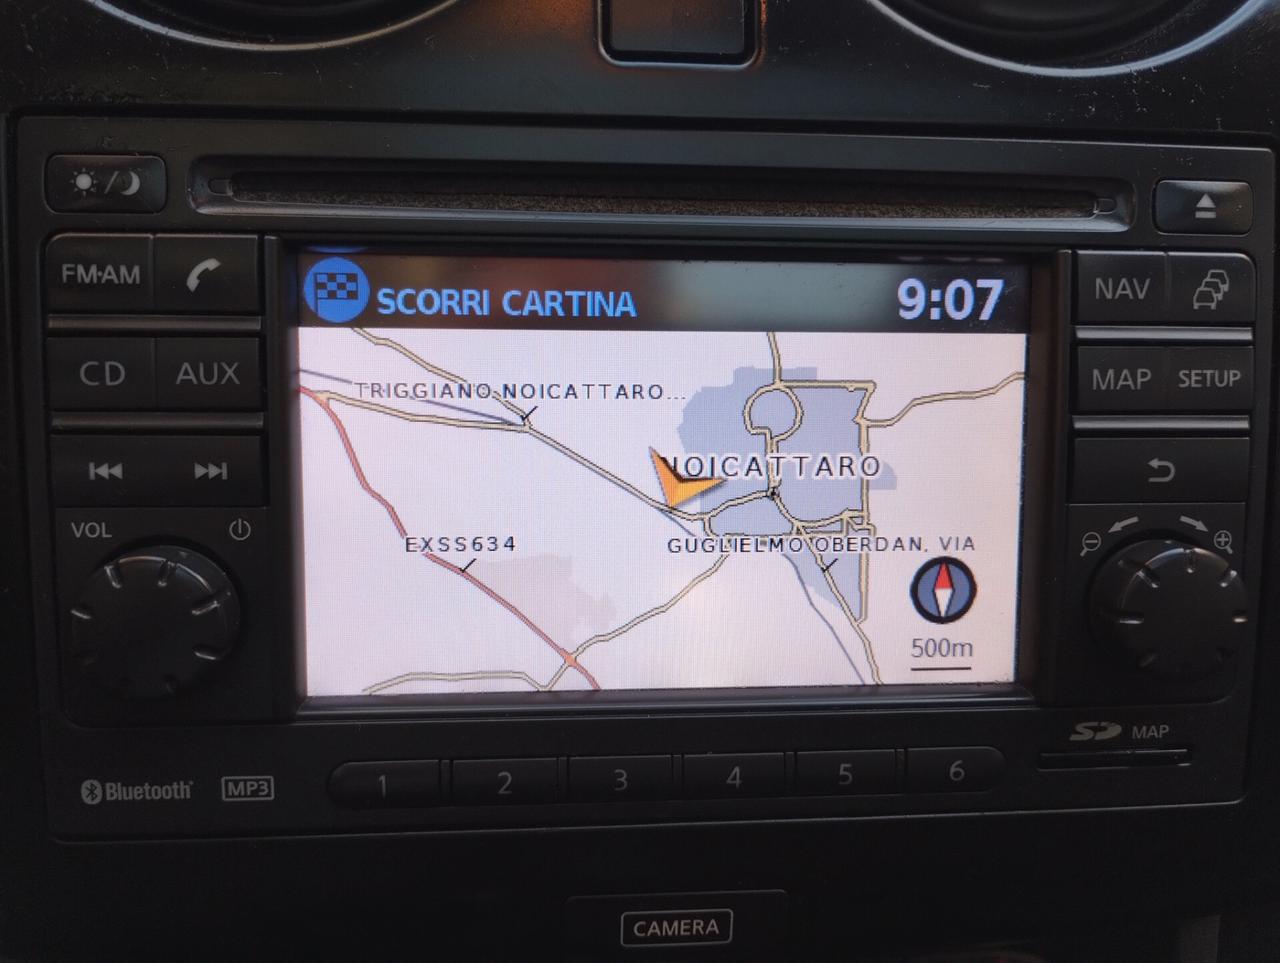 SCORRI CARTINA
9:07
FM·AM
NAV
CD
AUX
MAP
SETUP
TRIGGIANO-NOICATTARO...
NOICATTARO
VOL
EXSS634
GUGLIELMO OBERDAN, VIA
500m
SD MAP
Bluetooth
MP3
1
2
3
4
5
6
CAMERA